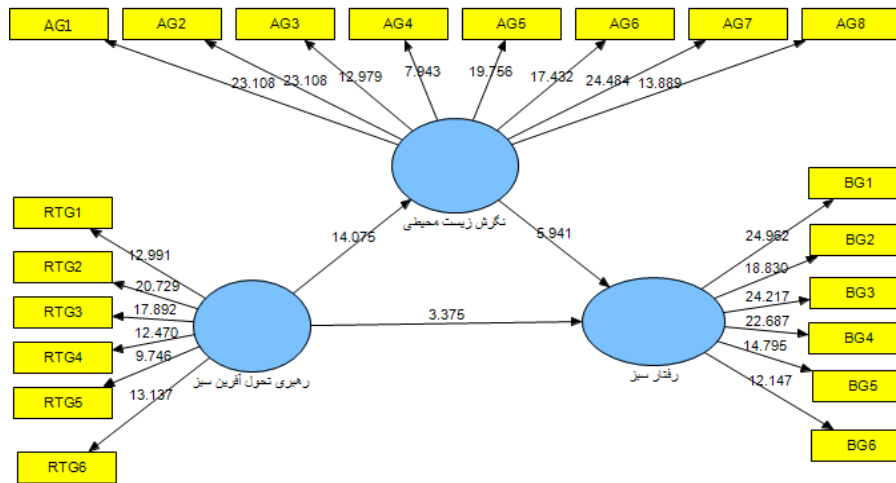 AG1 AG2 AG3 AG4 AG5 AG6 AG7 AG8
23.108 23.108 12.979 7.943 19.756 17.432 24.484 13.889
نگرش زیست محیطی
14.075
5.941
3.375
RTG1
RTG2
RTG3
RTG4
RTG5
RTG6
12.991
20.729
17.892
12.470
9.746
13.137
رهبری تحول آفرین سبز
رفتار سبز
24.962
18.830
24.217
22.687
14.795
12.147
BG1
BG2
BG3
BG4
BG5
BG6